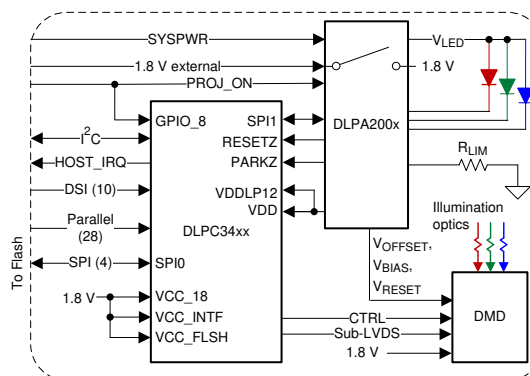 SYSPWR
1.8 V external
PROJ_ON
V_LED
1.8 V
DLPA200x
GPIO_8
SPI1
I²C
RESETZ
HOST_IRQ
PARKZ
R_LIM
DSI (10)
VDDLP12
VDD
Parallel
(28)
DLPC34xx
Illumination
optics
To Flash
SPI (4)
SPI0
V_OFFSET,
V_BIAS,
V_RESET
1.8 V
VCC_18
VCC_INTF
VCC_FLSH
CTRL
Sub-LVDS
1.8 V
DMD